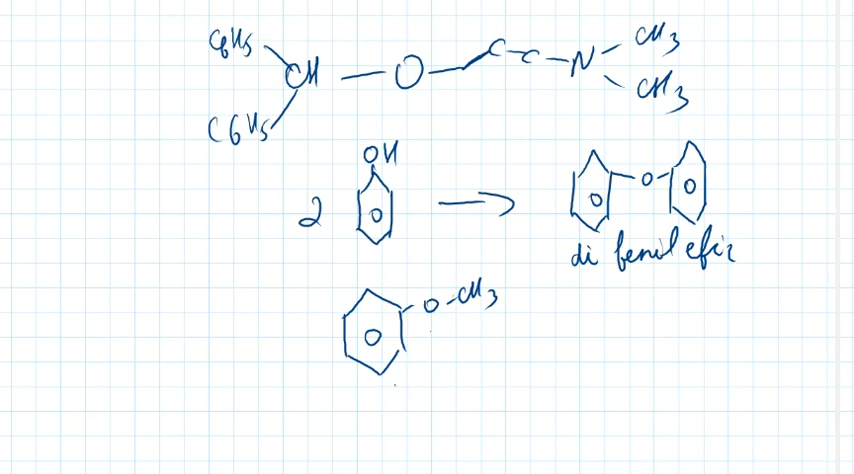 C6H5
CH — O — C - C - N
CH3
CH3
C6H5
OH
2 → O
di fenil efir
O - CH3